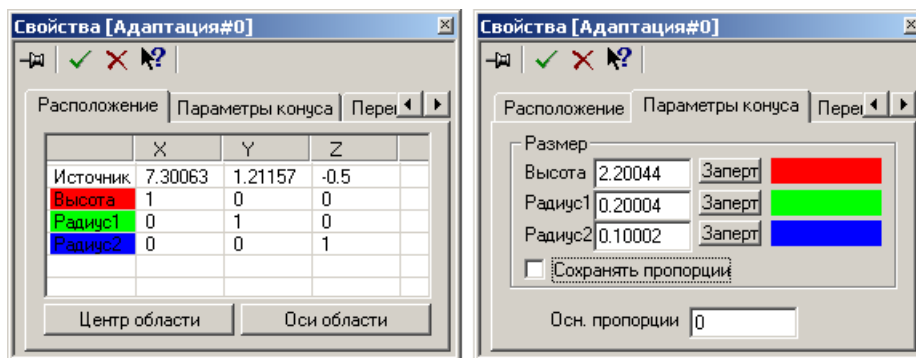 Свойства [Адаптация#0]
Расположение Параметры конуса
X Y Z
Источник 7.30063 1.21157 -0.5
Высота 1 0 0
Радиус1 0 1 0
Радиус2 0 0 1
Центр области Оси области
Свойства [Адаптация#0]
Расположение Параметры конуса
Размер
Высота 2.20044 Заперт
Радиус1 0.20004 Заперт
Радиус2 0.10002 Заперт
Сохранять пропорции
Осн. пропорции 0